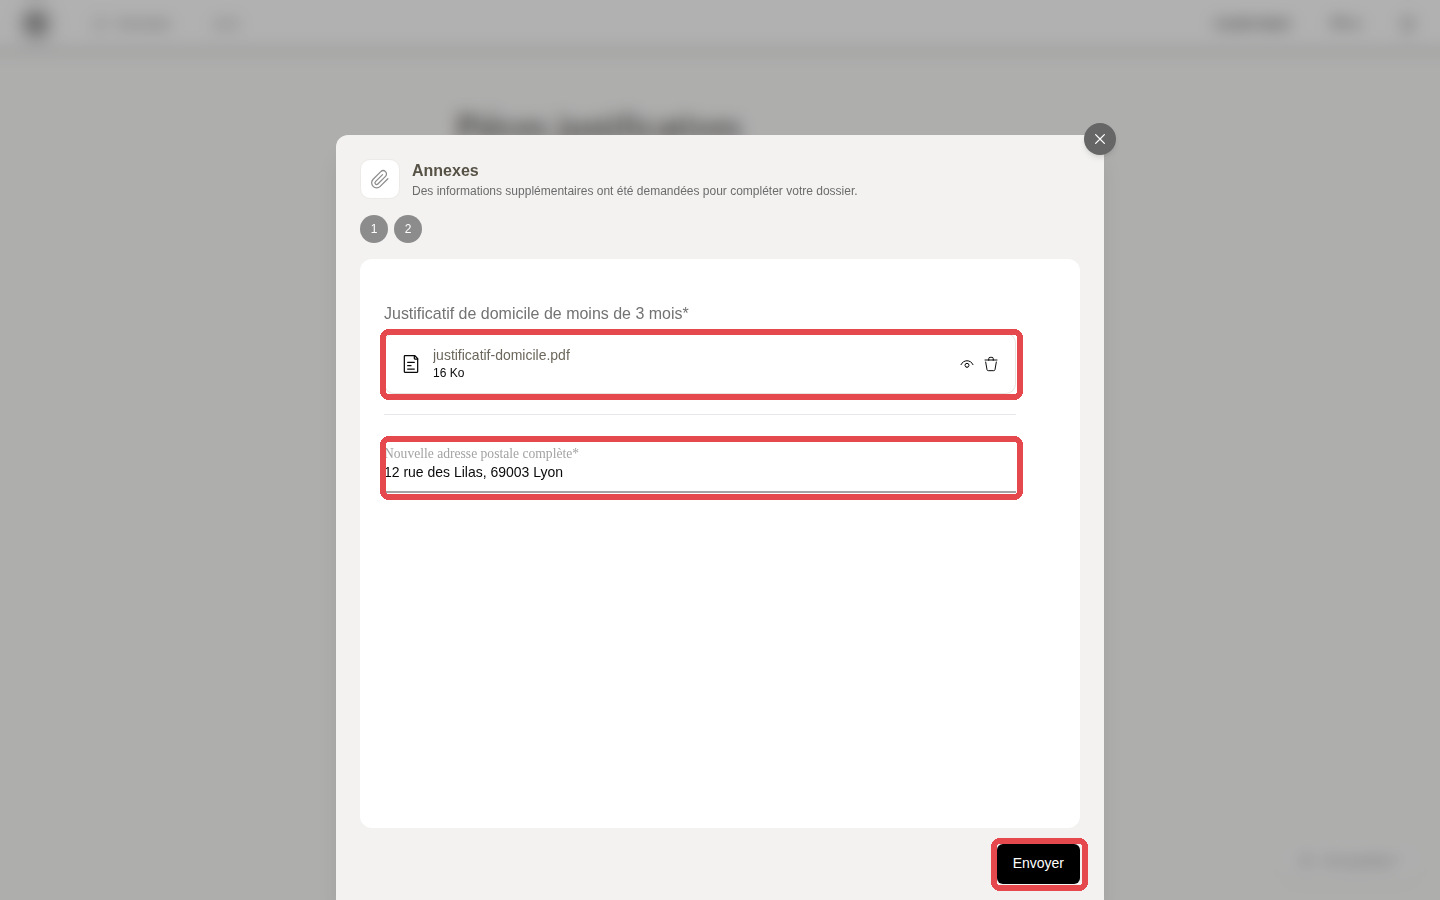 Annexes
Des informations supplémentaires ont été demandées pour compléter votre dossier.
1 2
Justificatif de domicile de moins de 3 mois*
justificatif-domicile.pdf
16 Ko
Nouvelle adresse postale complète*
12 rue des Lilas, 69003 Lyon
Envoyer